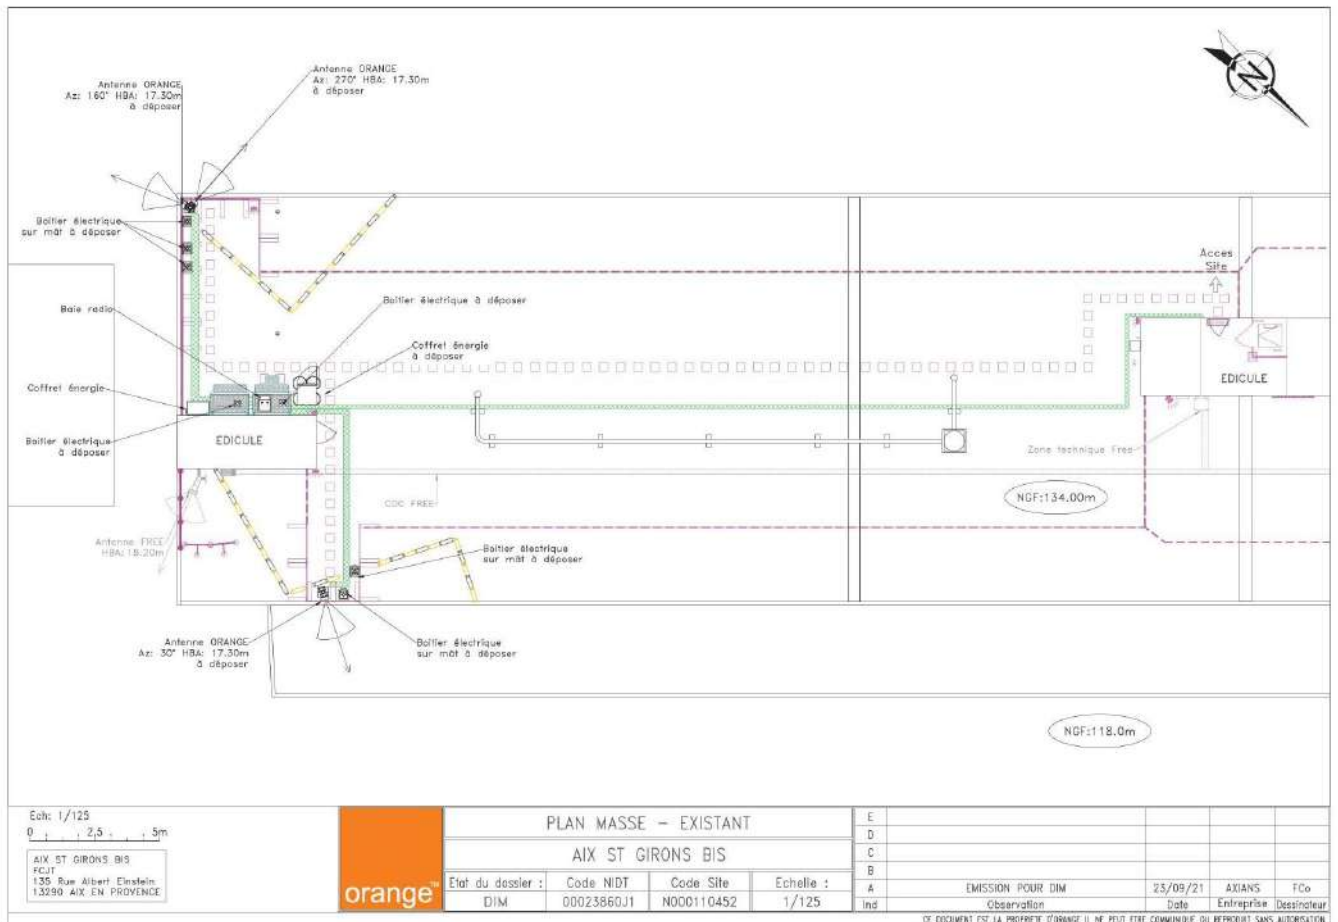 Antenne ORANGE
Az: 270° HBA: 17.30m
à déposer
Antenne ORANGE
Az: 160° HBA: 17.30m
à déposer
N
Boitier électrique
sur mât à déposer
Acces
Site
Baie radio
Boitier électrique à déposer
Coffret énergie
à déposer
Coffret énergie
EDICULE
EDICULE
Boitier électrique
à déposer
Zone technique Free
NGF:134.00m
CDC FREE
Antenne FREE
HBA: 18.20m
Boitier électrique
sur mât à déposer
Antenne ORANGE
Az: 30° HBA: 17.30m
à déposer
Boitier électrique
sur mât à déposer
NGF:118.0m
Ech: 1/125
0 2,5 5m
AIX ST GIRONS BIS
FCJT
135 Rue Albert Einstein
13290 AIX EN PROVENCE
orange™
PLAN MASSE - EXISTANT
AIX ST GIRONS BIS
Etat du dossier : Code NIDT Code Site Echelle :
DIM 00023860J1 N000110452 1/125
E
D
C
B
A EMISSION POUR DIM 23/09/21 AXIANS FCo
Ind Observation Date Entreprise Dessinateur
CE DOCUMENT EST LA PROPRETE D'ORANGE IL NE PEUT ETRE COMMUNIQUE OU REPRODUIT SANS AUTORISATION